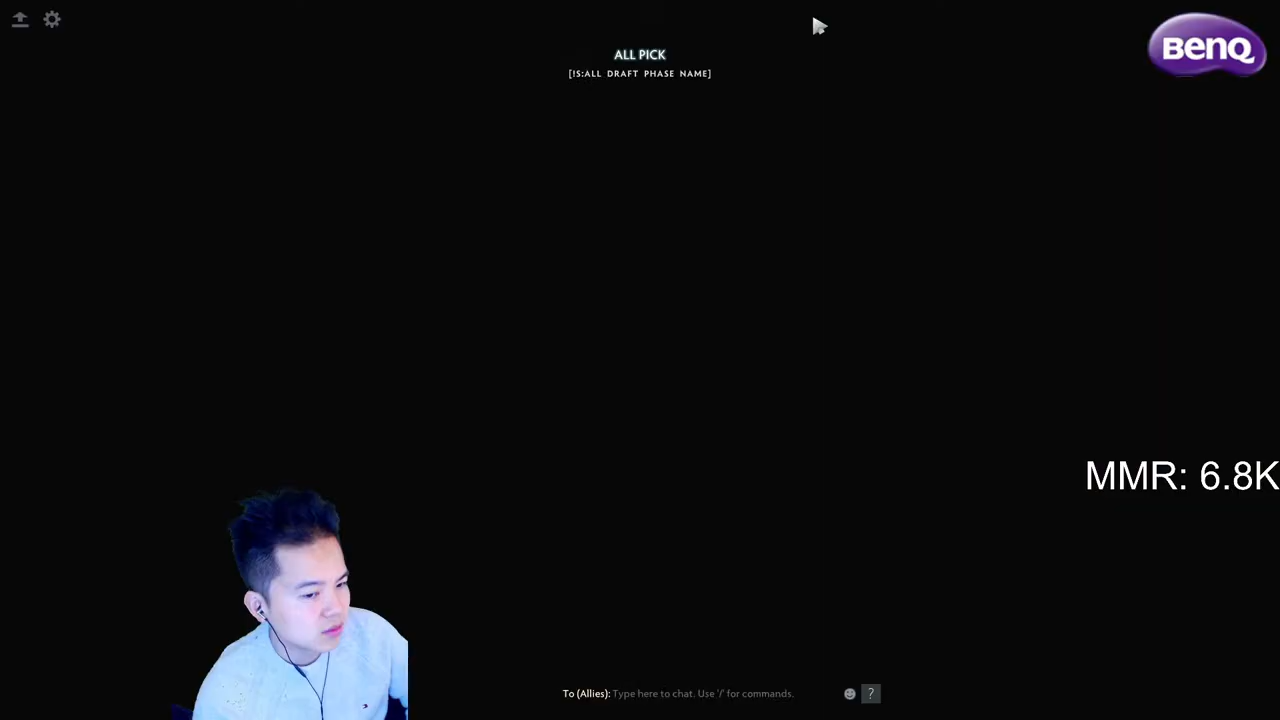 ALL PICK
[!S:ALL DRAFT PHASE NAME]
BenQ
MMR: 6.8K
To (Allies): Type here to chat. Use '/' for commands.
?